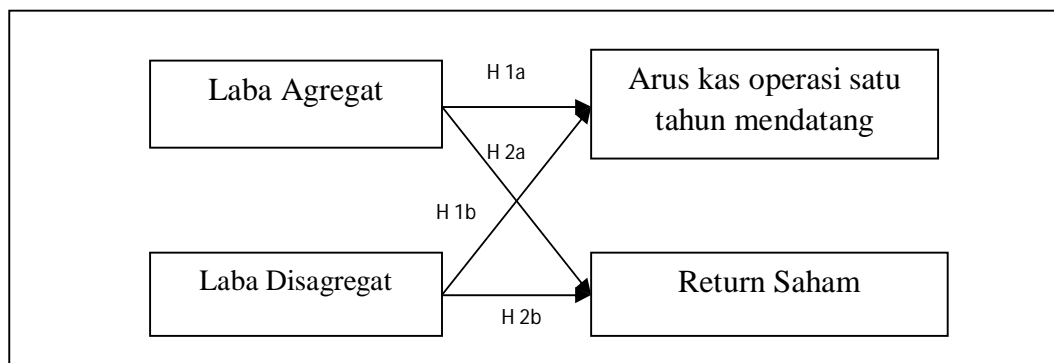 Laba Agregat
H 1a
Arus kas operasi satu
tahun mendatang
H 2a
H 1b
Laba Disagregat
H 2b
Return Saham